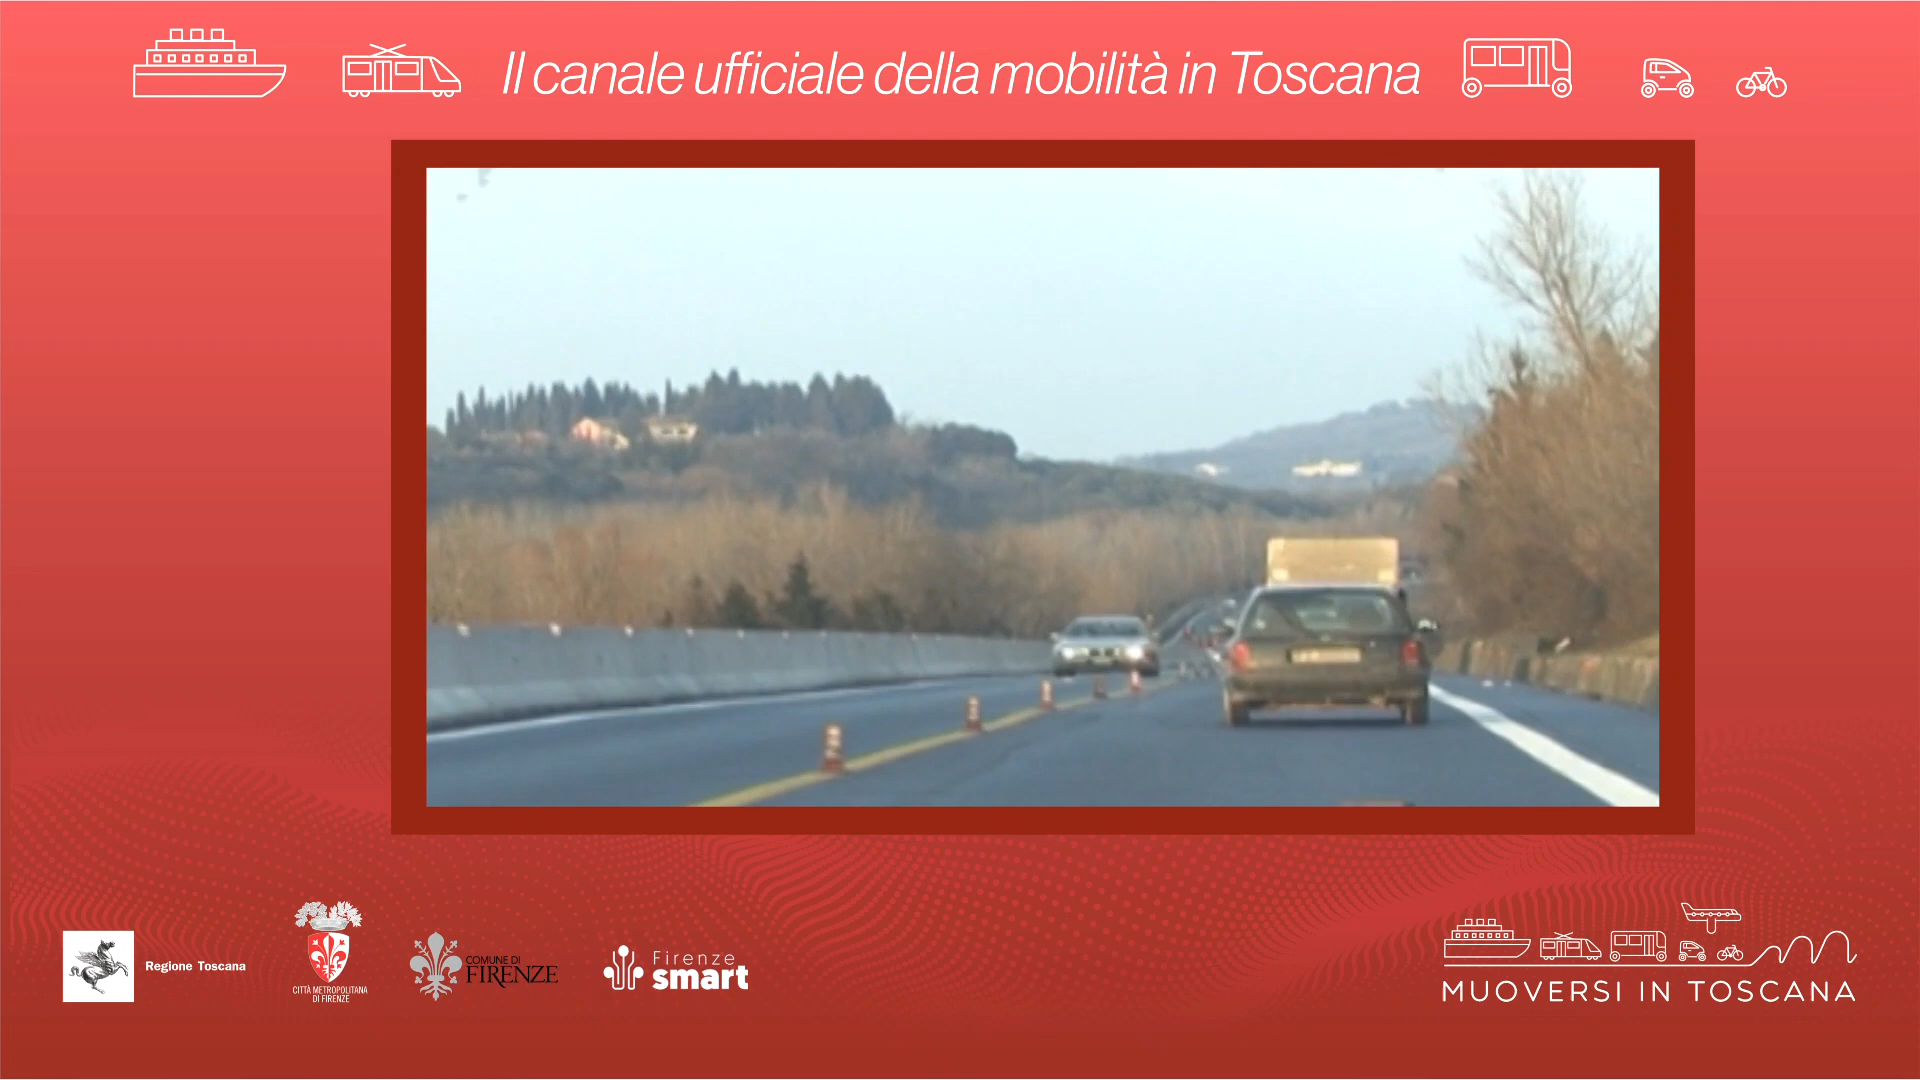 Il canale ufficiale della mobilità in Toscana
Regione Toscana
CITTÀ METROPOLITANA
DI FIRENZE
COMUNE DI
FIRENZE
Firenze
smart
MUOVERSI IN TOSCANA